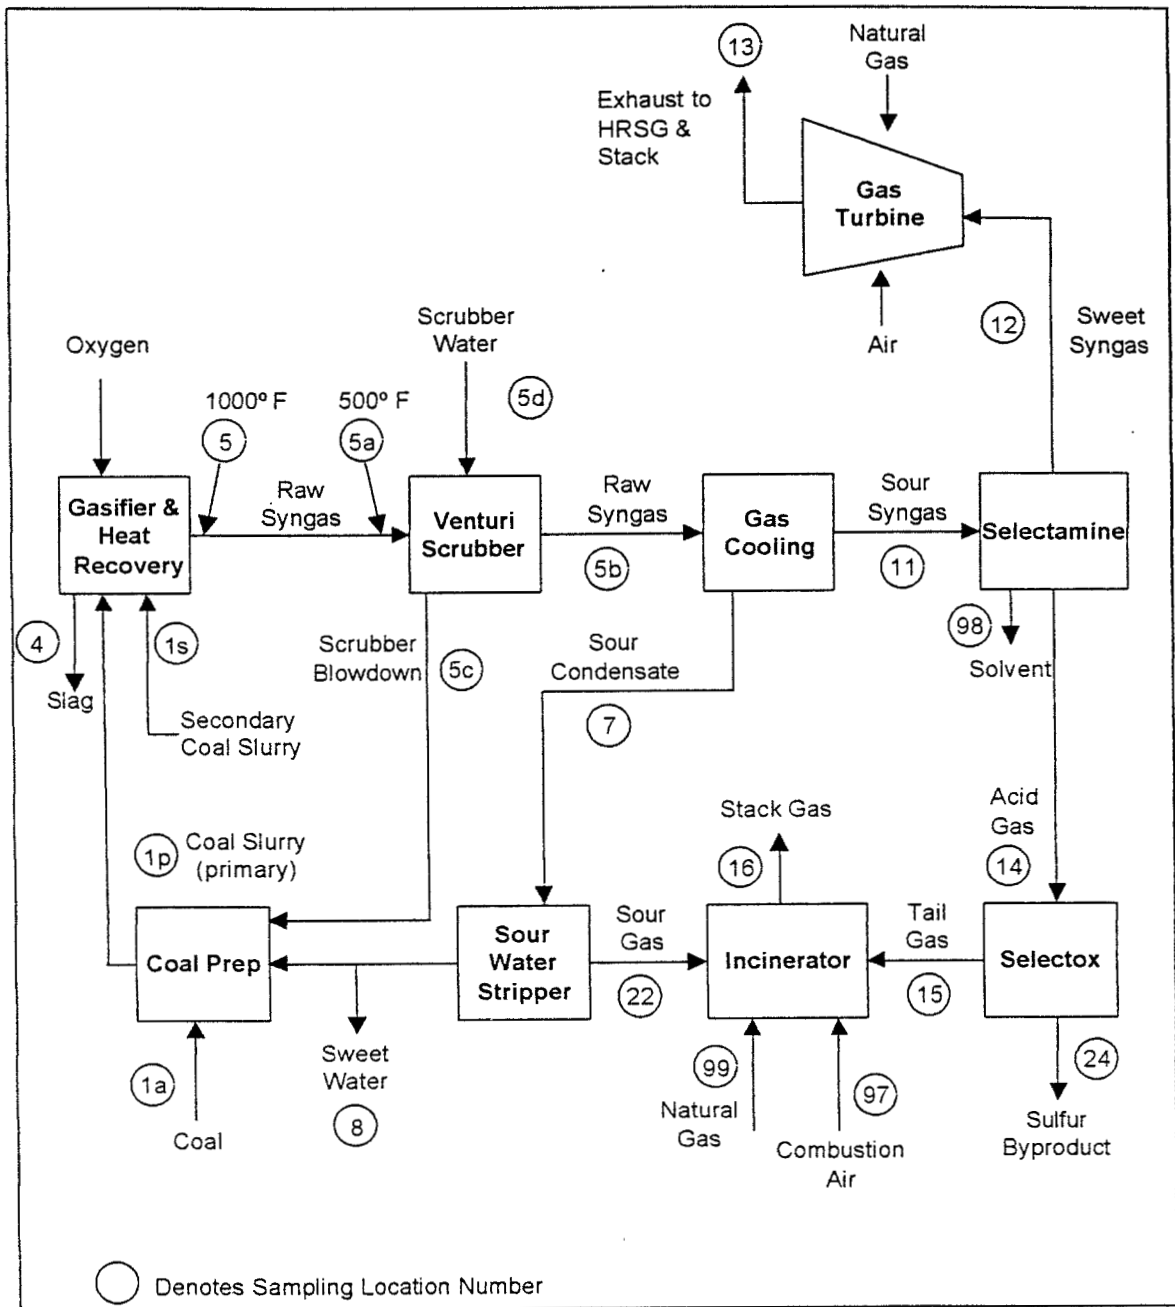 13
Natural
Gas
Exhaust to
HRSG &
Stack
Gas
Turbine
12
Sweet
Syngas
Air
Scrubber
Water
Oxygen
5d
1000º F
500º F
5
5a
Gasifier &
Heat
Recovery
Raw
Syngas
Venturi
Scrubber
Raw
Syngas
5b
Gas
Cooling
Sour
Syngas
11
Selectamine
4
Slag
1s
Secondary
Coal Slurry
Scrubber
Blowdown
5c
Sour
Condensate
7
98
Solvent
1p
Coal Slurry
(primary)
Stack Gas
16
Acid
Gas
14
Coal Prep
Sour
Water
Stripper
Sour
Gas
22
Incinerator
Tail
Gas
15
Selectox
1a
Coal
Sweet
Water
8
99
Natural
Gas
97
Combustion
Air
24
Sulfur
Byproduct
Denotes Sampling Location Number